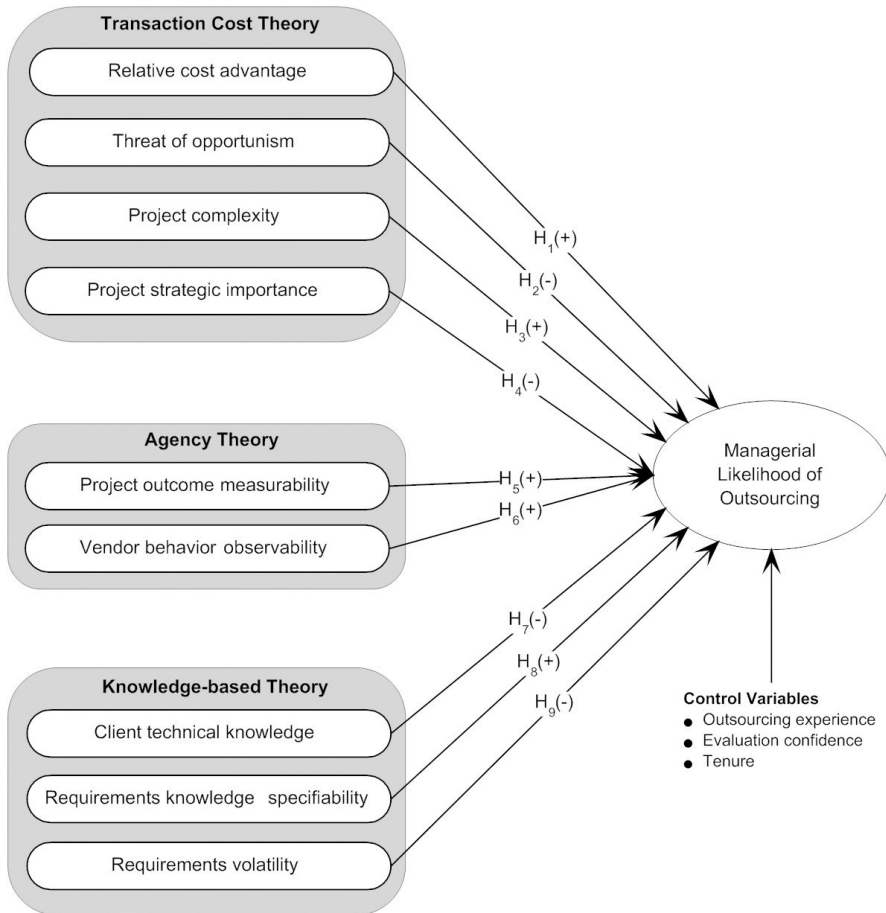 Transaction Cost Theory
Relative cost advantage
Threat of opportunism
Project complexity
Project strategic importance
H₁(+)
H₂(-)
H₃(+)
H₄(-)
Agency Theory
Project outcome measurability
Vendor behavior observability
H₅(+)
H₆(+)
Managerial
Likelihood of
Outsourcing
Knowledge-based Theory
Client technical knowledge
Requirements knowledge specifiability
Requirements volatility
H₇(-)
H₈(+)
H₉(-)
Control Variables
● Outsourcing experience
● Evaluation confidence
● Tenure